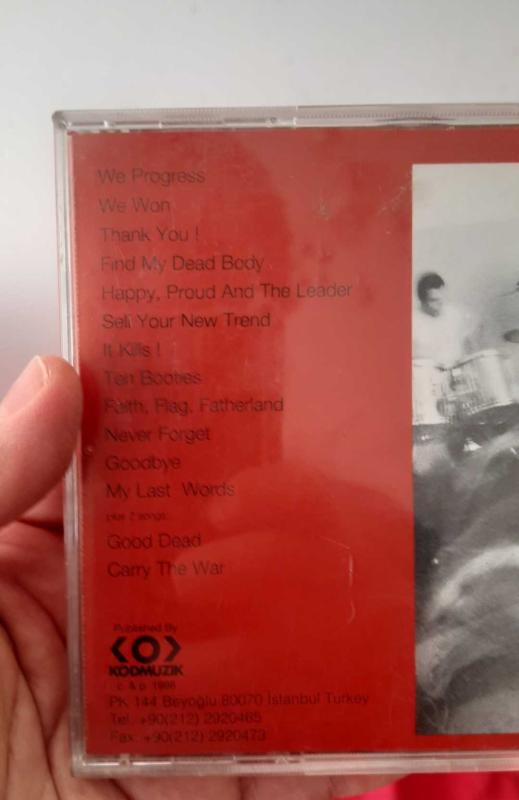 We Progress
We Won
Thank You !
Find My Dead Body
Happy, Proud And The Leader
Sell Your New Trend
It Kills !
Ten Booties
Faith, Flag, Fatherland
Never Forget
Goodbye
My Last Words
plus 2 songs:
Good Dead
Carry The War
Published By
<O>
KODMUZIK
c & p 1998
PK 144 Beyoğlu 80070 İstanbul Turkey
Tel. +90(212) 2920465
Fax: +90(212) 2920473